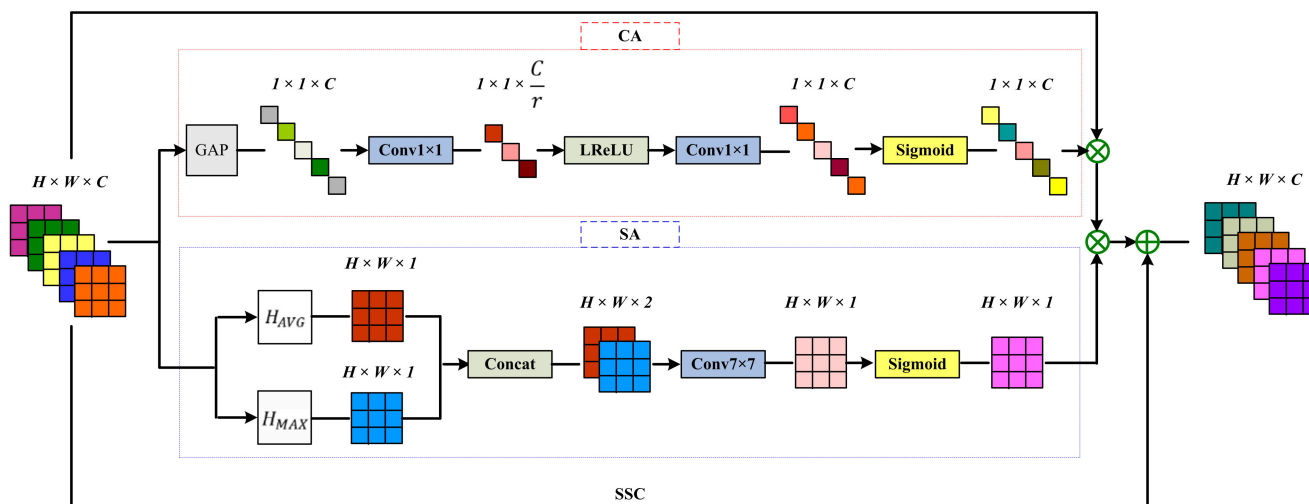 CA
1 × 1 × C
1 × 1 × C/r
1 × 1 × C
1 × 1 × C
GAP
Conv1×1
LReLU
Conv1×1
Sigmoid
H × W × C
H × W × C
SA
H × W × 1
H × W × 2
H × W × 1
H × W × 1
H_AVG
H × W × 1
Concat
Conv7×7
Sigmoid
H_MAX
SSC